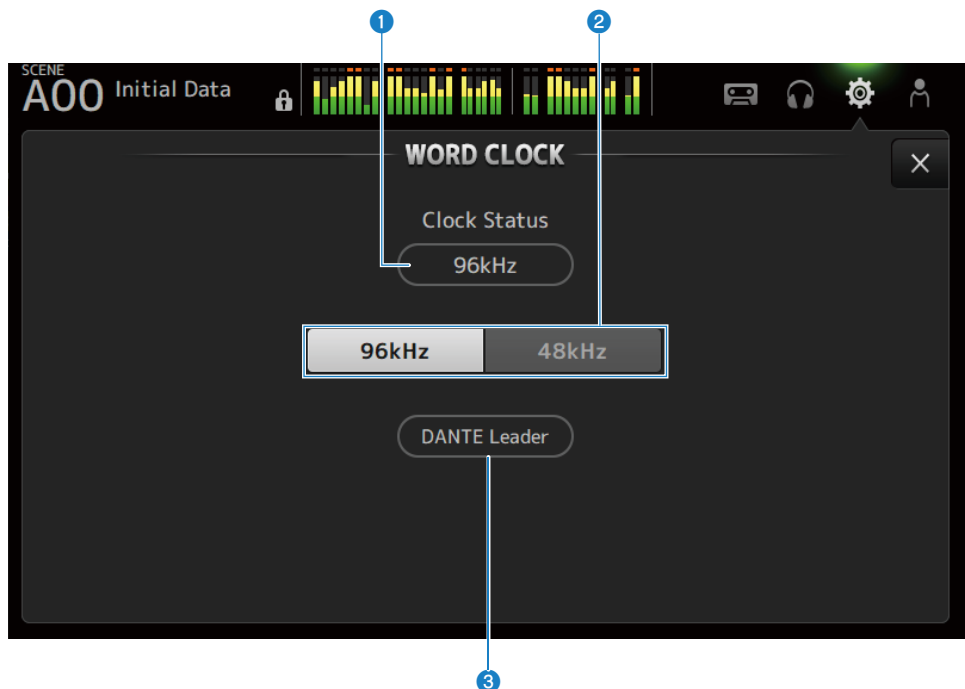 1 2
SCENE
A00 Initial Data
WORD CLOCK
Clock Status
96kHz
96kHz 48kHz
DANTE Leader
3